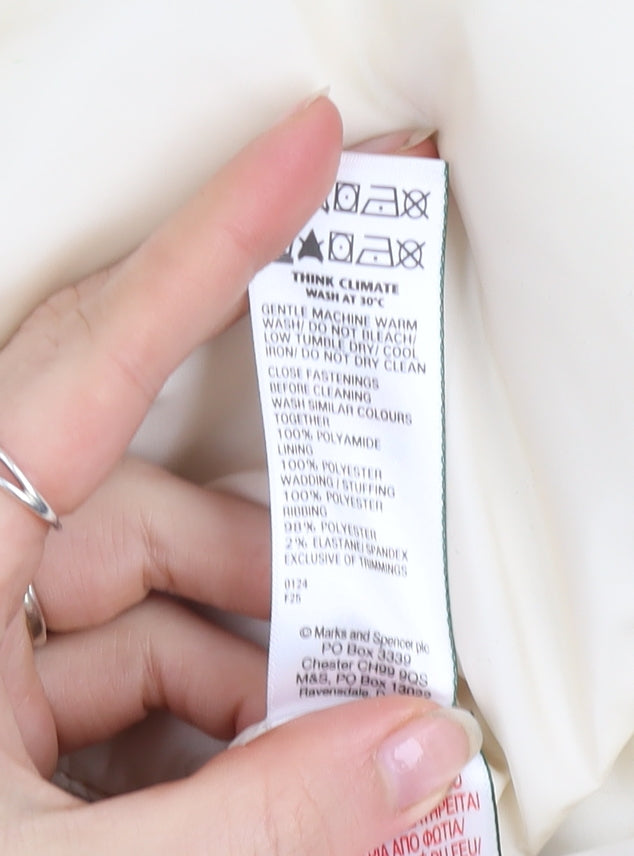 THINK CLIMATE
WASH AT 30°C
GENTLE MACHINE WARM
WASH/ DO NOT BLEACH/
LOW TUMBLE DRY/ COOL
IRON/ DO NOT DRY CLEAN
CLOSE FASTENINGS
BEFORE CLEANING
WASH SIMILAR COLOURS
TOGETHER
100% POLYAMIDE
LINING
100% POLYESTER
WADDING/STUFFING
100% POLYESTER
RIBBING
98% POLYESTER
2% ELASTANE/SPANDEX
EXCLUSIVE OF TRIMMINGS
0124
F25
© Marks and Spencer plc
PO Box 3339
Chester CH99 9QS
M&S, PO Box
Ravensdale,
ΑΠΟ ΦΩΤΙΑ/